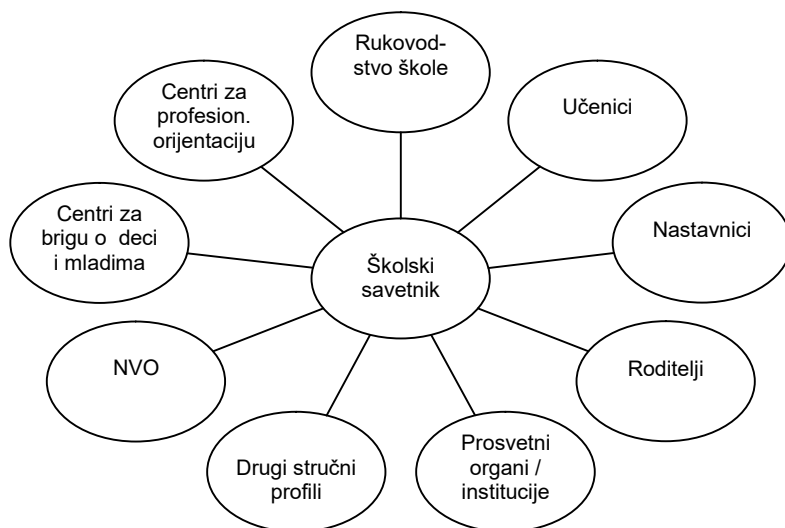 Rukovod-
stvo škole
Centri za
profesion.
orijentaciju
Učenici
Centri za
brigu o deci
i mladima
Nastavnici
Školski
savetnik
NVO
Roditelji
Drugi stručni
profili
Prosvetni
organi /
institucije